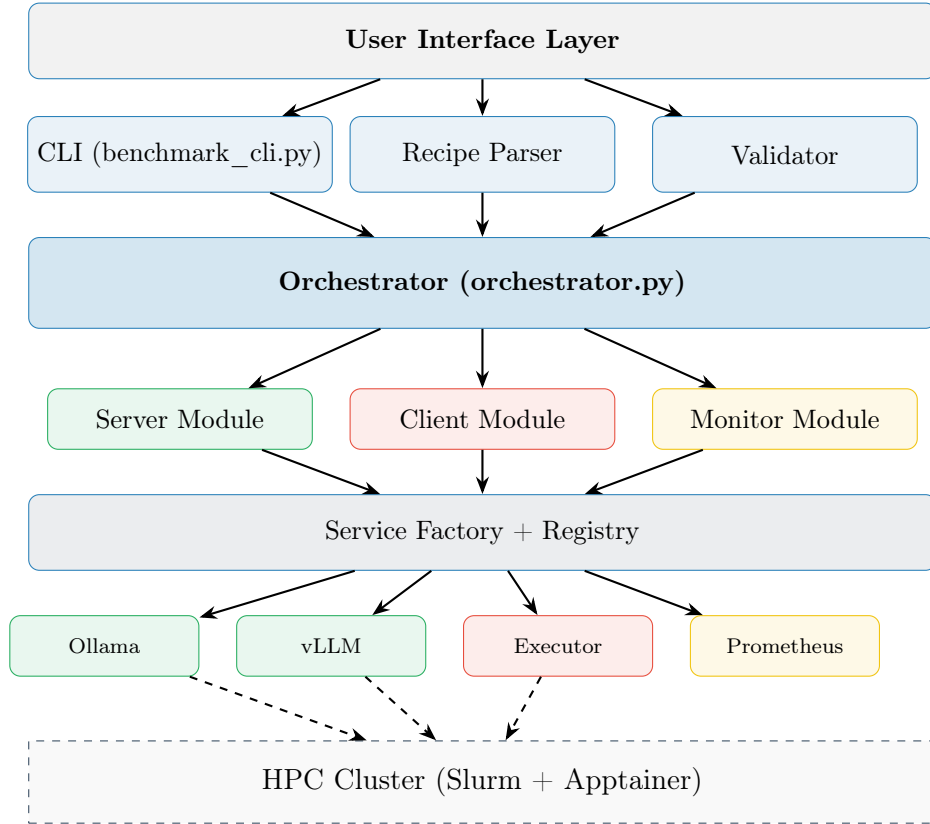 User Interface Layer
CLI (benchmark_cli.py)
Recipe Parser
Validator
Orchestrator (orchestrator.py)
Server Module
Client Module
Monitor Module
Service Factory + Registry
Ollama
vLLM
Executor
Prometheus
HPC Cluster (Slurm + Apptainer)